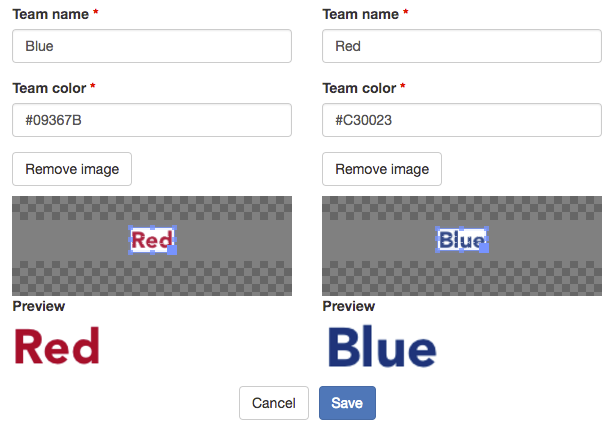 Team name *
Blue
Team color *
#09367B
Remove image
Red
Preview
Red
Team name *
Red
Team color *
#C30023
Remove image
Blue
Preview
Blue
Cancel
Save